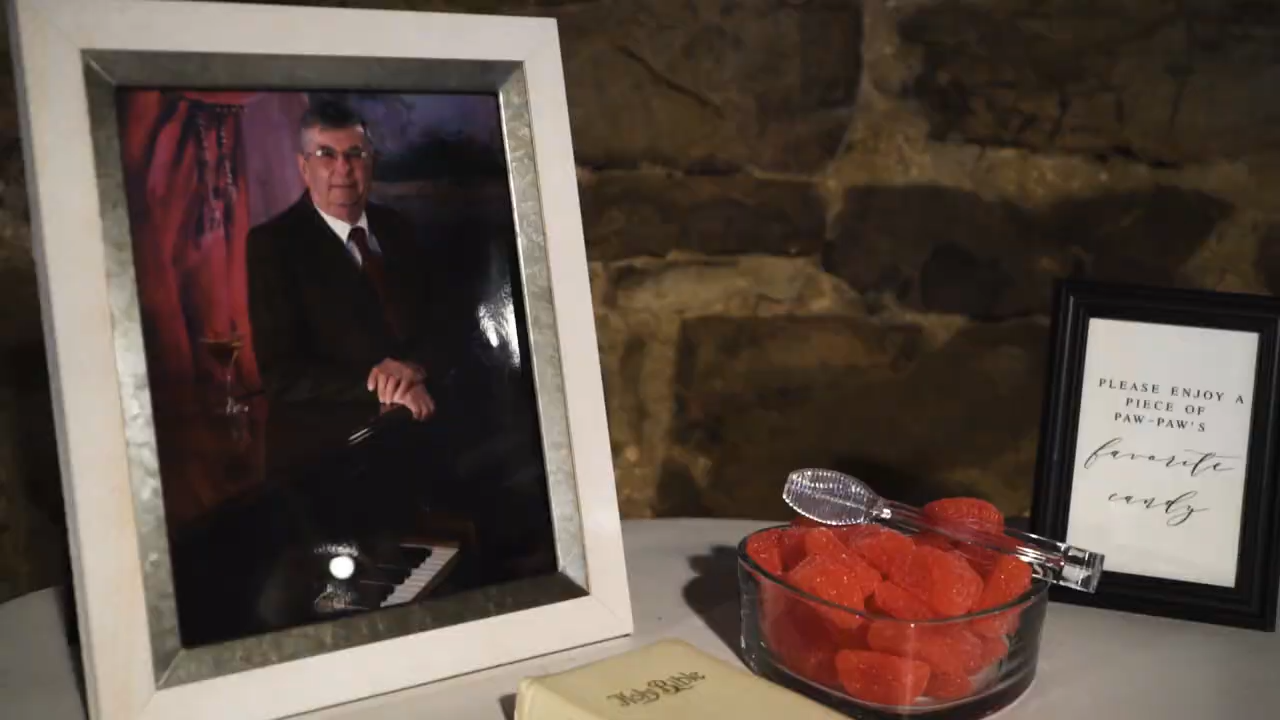 PLEASE ENJOY A
PIECE OF
PAW-PAW'S
favorite
candy
Holy Bible